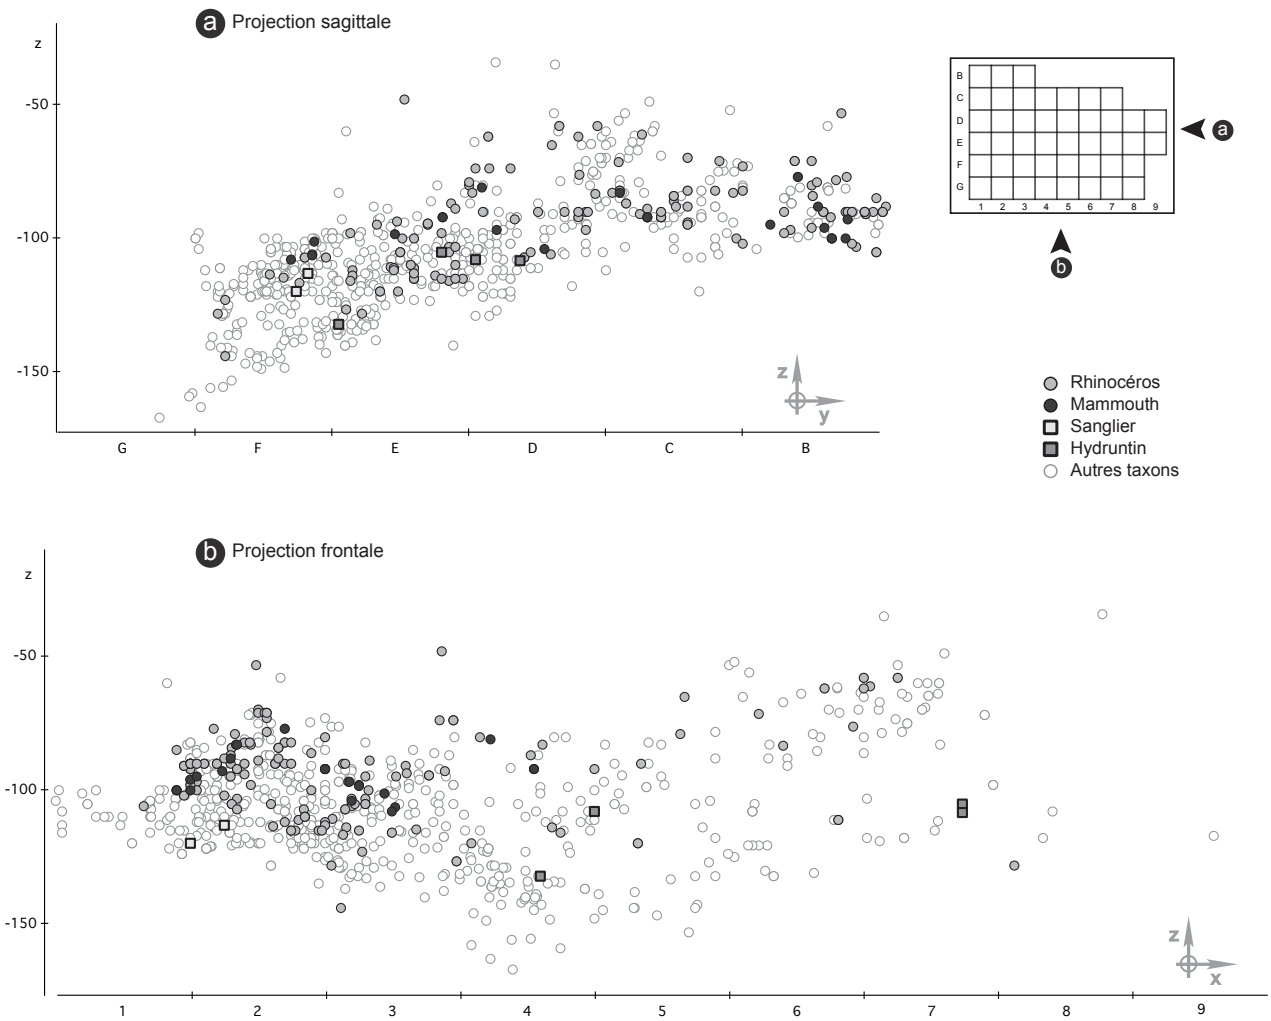 a Projection sagittale
z
-50
-100
-150
G F E D C B
z
y
B
C
D
E
F
G
1 2 3 4 5 6 7 8 9
a
b
Rhinocéros
Mammouth
Sanglier
Hydruntin
Autres taxons
b Projection frontale
z
-50
-100
-150
1 2 3 4 5 6 7 8 9
z
x